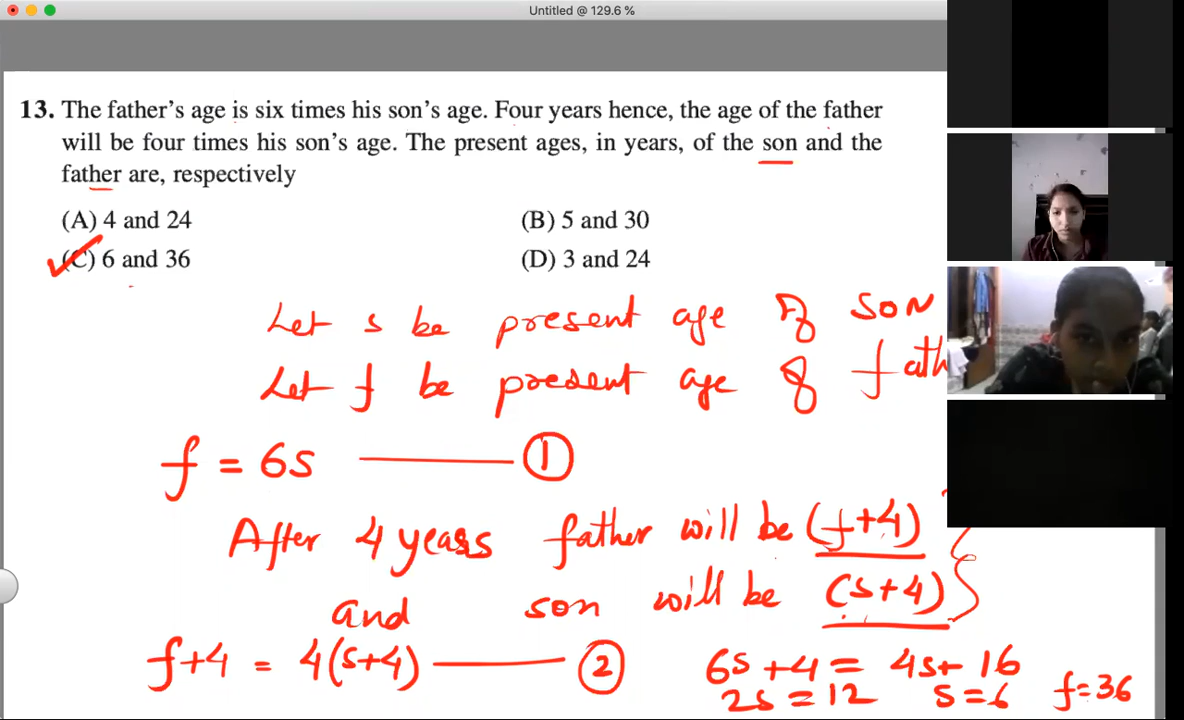 Untitled @ 129.6 %
13. The father's age is six times his son's age. Four years hence, the age of the father
will be four times his son's age. The present ages, in years, of the son and the
father are, respectively
(A) 4 and 24 (B) 5 and 30
(C) 6 and 36 (D) 3 and 24
Let s be present age of son
Let f be present age of fath
f = 6s ——— 1
After 4 years father will be (f+4)
and son will be (s+4)
f+4 = 4(s+4) ——— 2
6s + 4 = 4s + 16
2s = 12 s = 6 f = 36